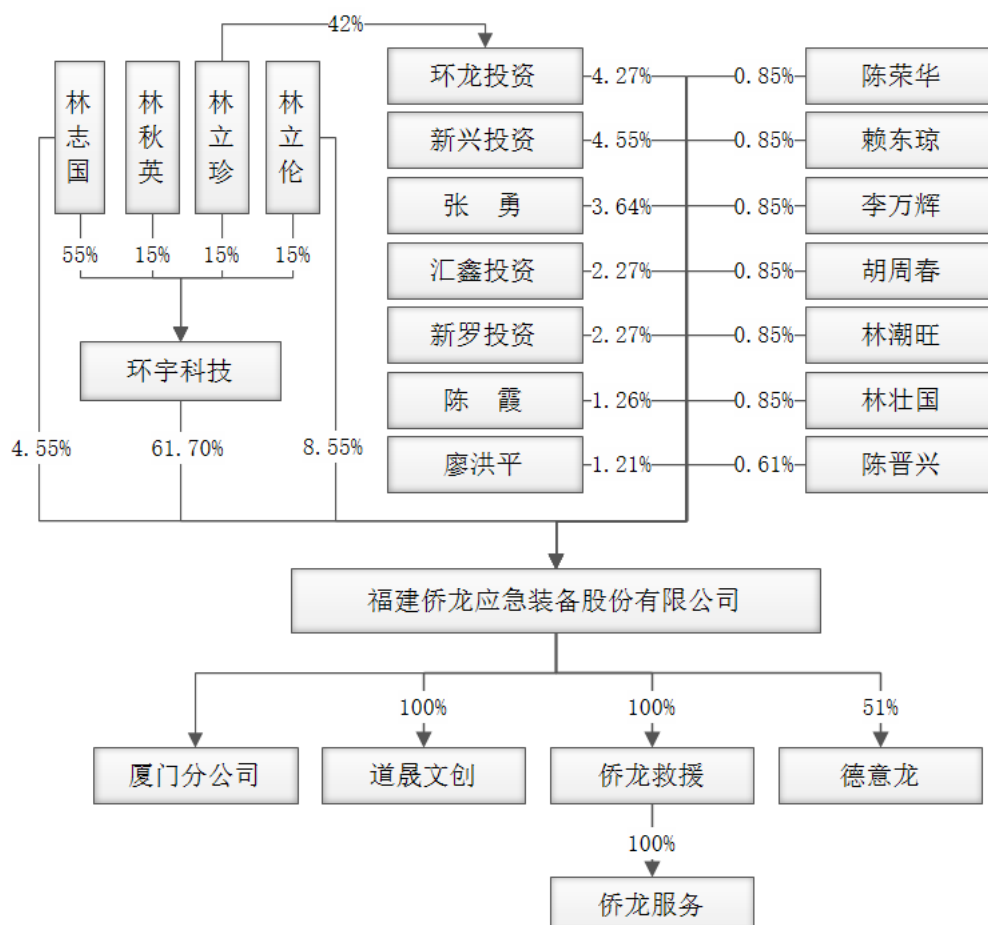 42%
林志国
林秋英
林立珍
林立伦
环龙投资 4.27% 0.85% 陈荣华
新兴投资 4.55% 0.85% 赖东琼
张 勇 3.64% 0.85% 李万辉
55% 15% 15% 15%
汇鑫投资 2.27% 0.85% 胡周春
新罗投资 2.27% 0.85% 林潮旺
环宇科技
陈 霞 1.26% 0.85% 林壮国
4.55% 61.70% 8.55%
廖洪平 1.21% 0.61% 陈晋兴
福建侨龙应急装备股份有限公司
100% 100% 51%
厦门分公司 道晟文创 侨龙救援 德意龙
100%
侨龙服务